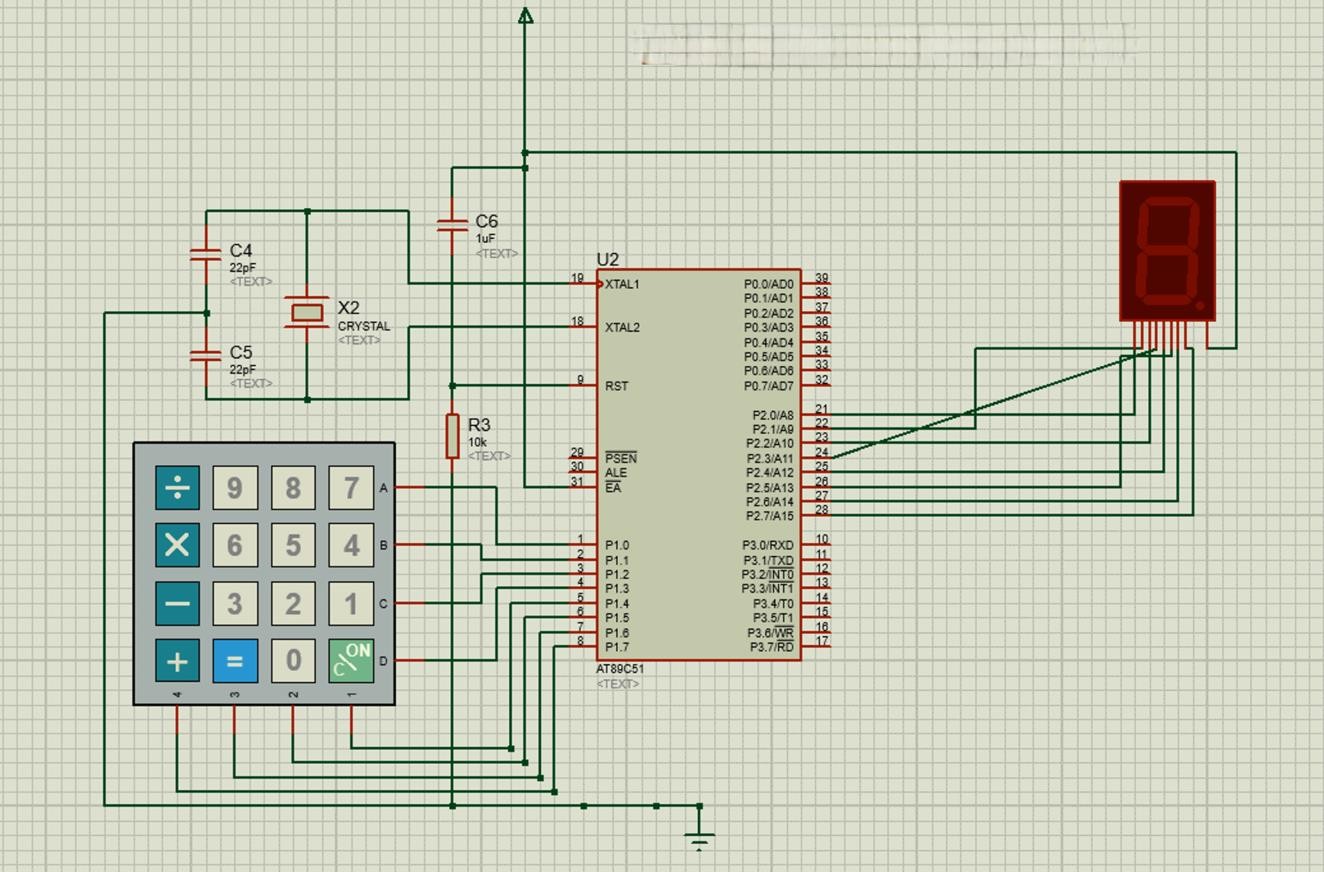 C4
22pF
<TEXT>
C5
22pF
<TEXT>
X2
CRYSTAL
<TEXT>
C6
1uF
<TEXT>
R3
10k
<TEXT>
U2
19 XTAL1
18 XTAL2
9 RST
29 PSEN
30 ALE
31 EA
1 P1.0
2 P1.1
3 P1.2
4 P1.3
5 P1.4
6 P1.5
7 P1.6
8 P1.7
P0.0/AD0 39
P0.1/AD1 38
P0.2/AD2 37
P0.3/AD3 36
P0.4/AD4 35
P0.5/AD5 34
P0.6/AD6 33
P0.7/AD7 32
P2.0/A8 21
P2.1/A9 22
P2.2/A10 23
P2.3/A11 24
P2.4/A12 25
P2.5/A13 26
P2.6/A14 27
P2.7/A15 28
P3.0/RXD 10
P3.1/TXD 11
P3.2/INT0 12
P3.3/INT1 13
P3.4/T0 14
P3.5/T1 15
P3.6/WR 16
P3.7/RD 17
AT89C51
<TEXT>
÷ 9 8 7 A
× 6 5 4 B
− 3 2 1 C
+ = 0 ON/C D
4 3 2 1